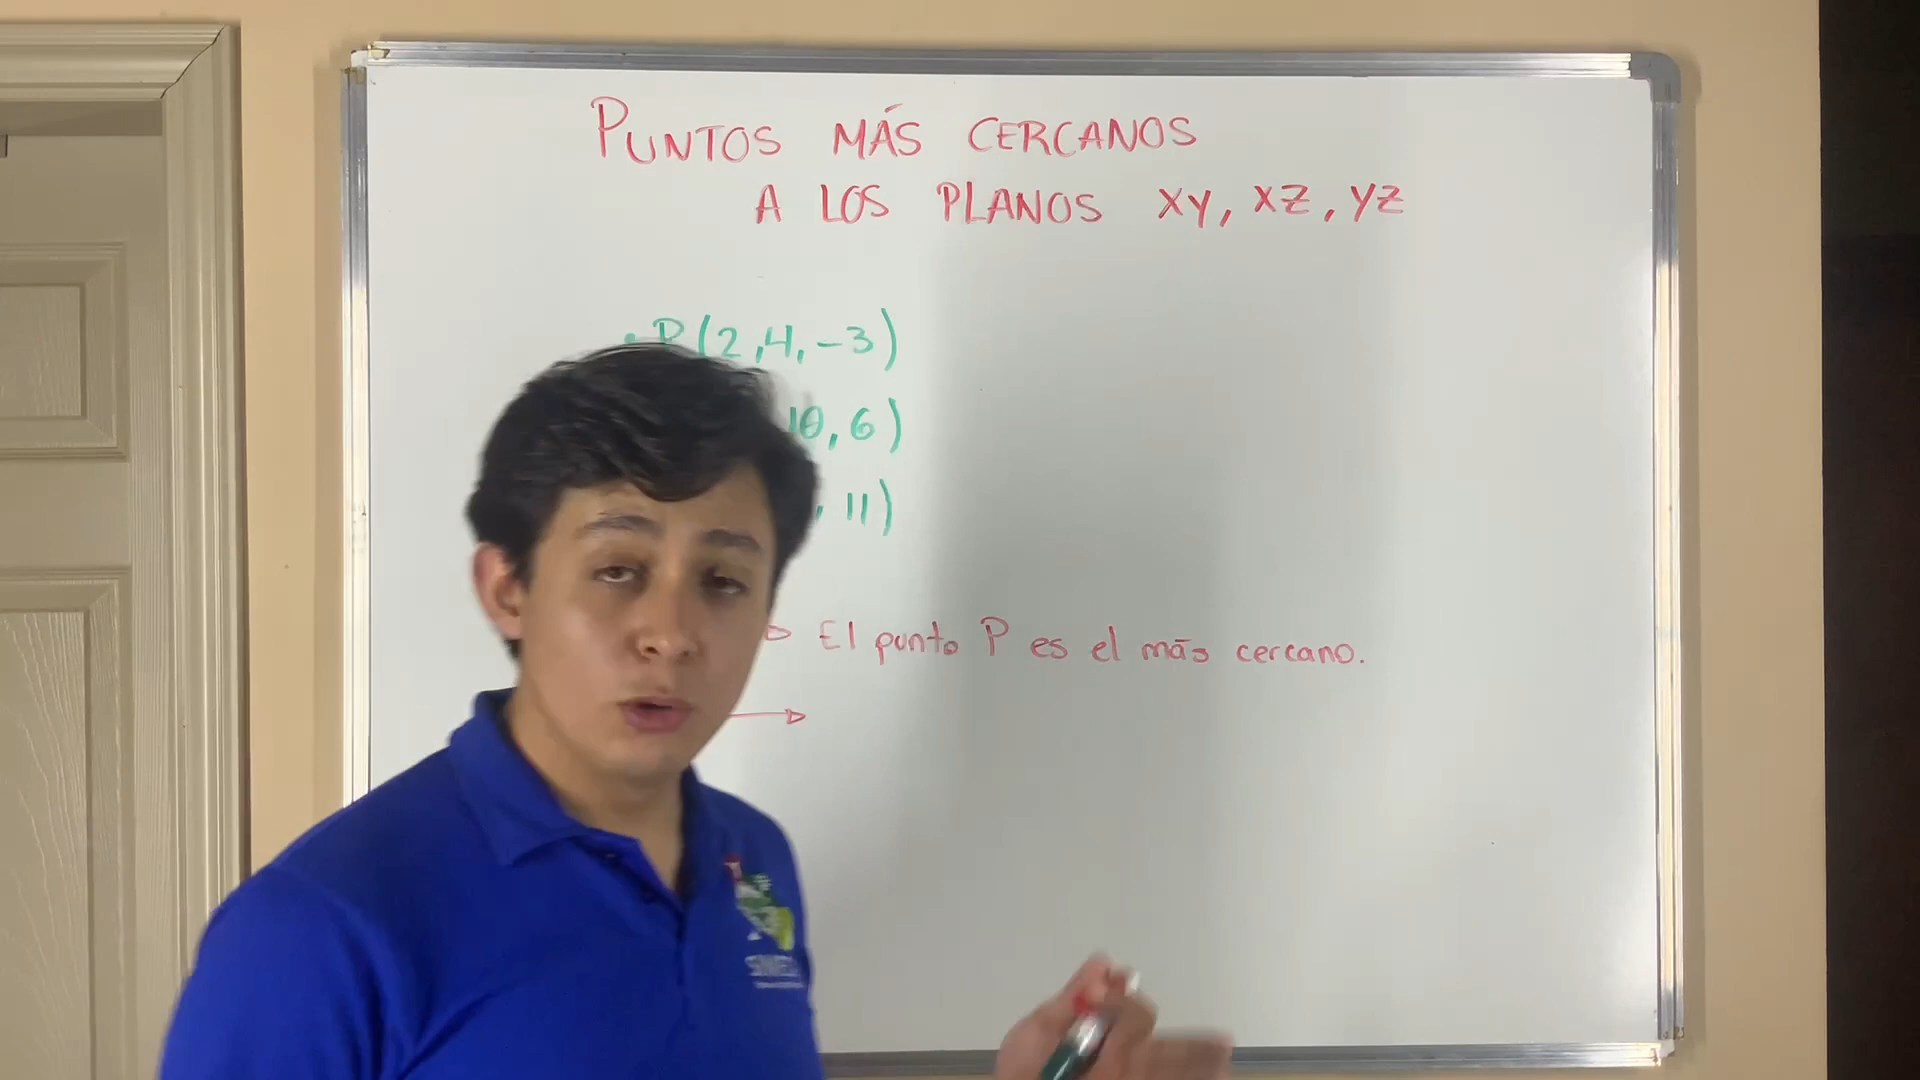 PUNTOS MÁS CERCANOS
A LOS PLANOS XY, XZ, YZ
• P(2,4,-3)
10,6)
, 11)
El punto P es el más cercano.